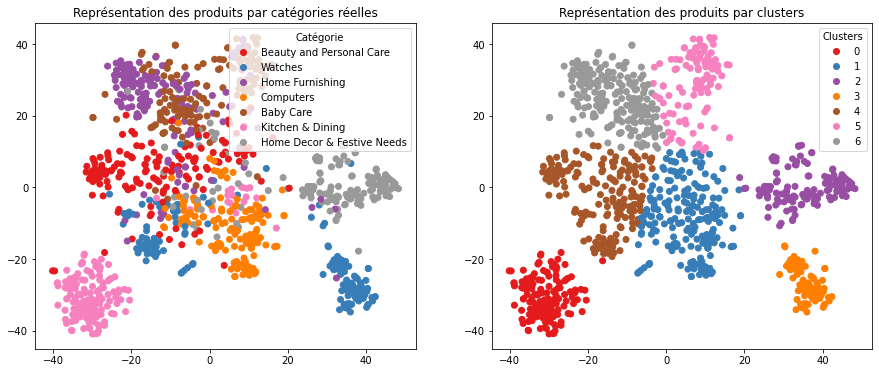 Représentation des produits par catégories réelles
Catégorie
Beauty and Personal Care
Watches
Home Furnishing
Computers
Baby Care
Kitchen & Dining
Home Decor & Festive Needs
40
20
0
−20
−40
−40
−20
0
20
40
Représentation des produits par clusters
Clusters
0
1
2
3
4
5
6
40
20
0
−20
−40
−40
−20
0
20
40